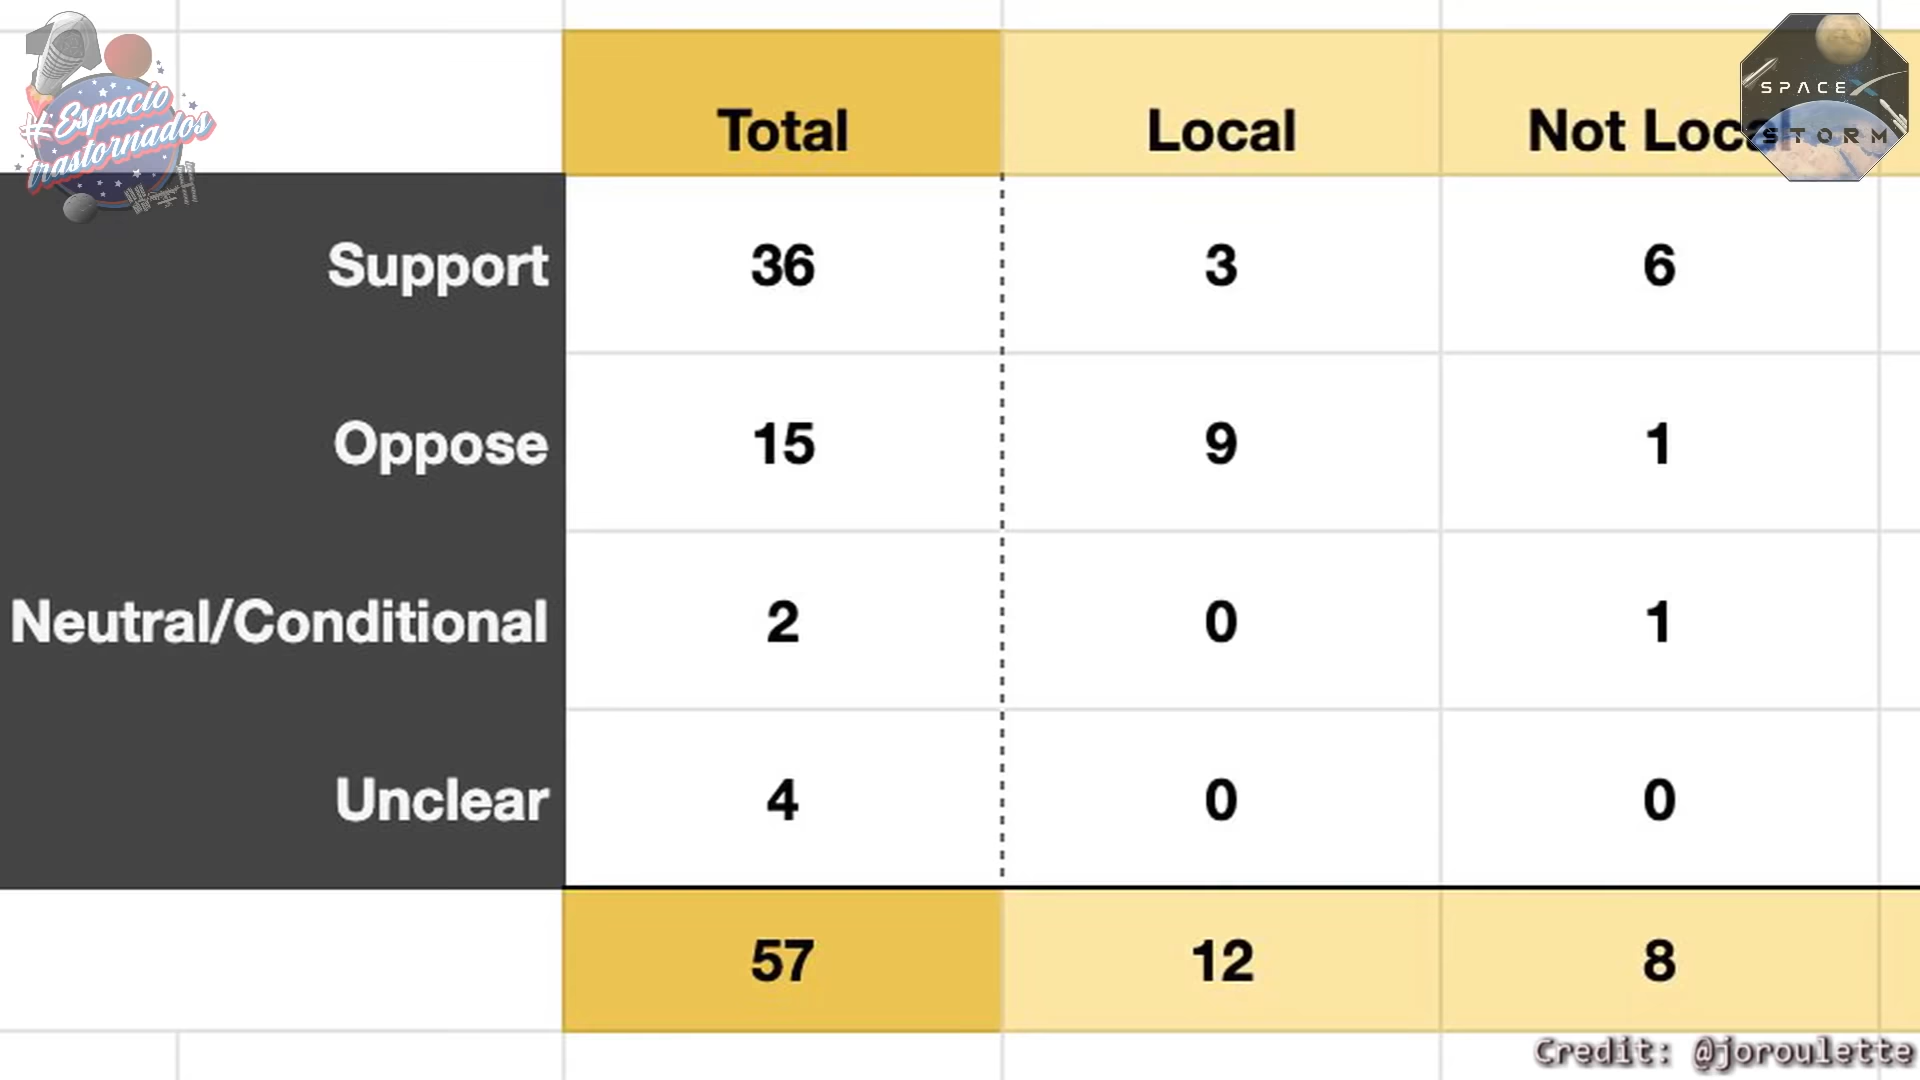 #Espacio
trastornados
SPACEX
STORM
Total Local Not Local
Support 36 3 6
Oppose 15 9 1
Neutral/Conditional 2 0 1
Unclear 4 0 0
57 12 8
Credit: @joroulette